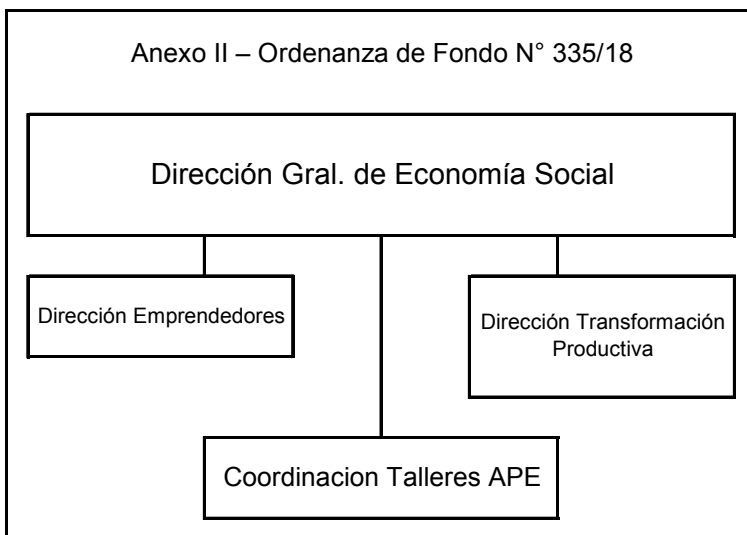 Anexo II – Ordenanza de Fondo N° 335/18
Dirección Gral. de Economía Social
Dirección Emprendedores
Dirección Transformación
Productiva
Coordinacion Talleres APE